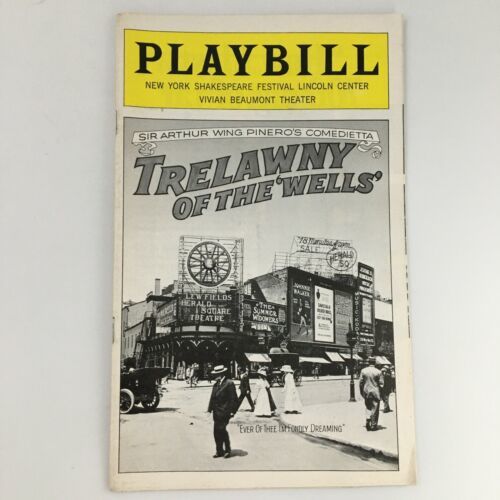 PLAYBILL
NEW YORK SHAKESPEARE FESTIVAL LINCOLN CENTER
VIVIAN BEAUMONT THEATER
SIR ARTHUR WING PINERO'S COMEDIETTA
TRELAWNY
OF THE 'WELLS'
LEW FIELDS
HERALD
SQUARE
THEATRE
THE
SUMMER
WIDOWERS
HERALD
SQ
"EVER OF THEE I'M FONDLY DREAMING"